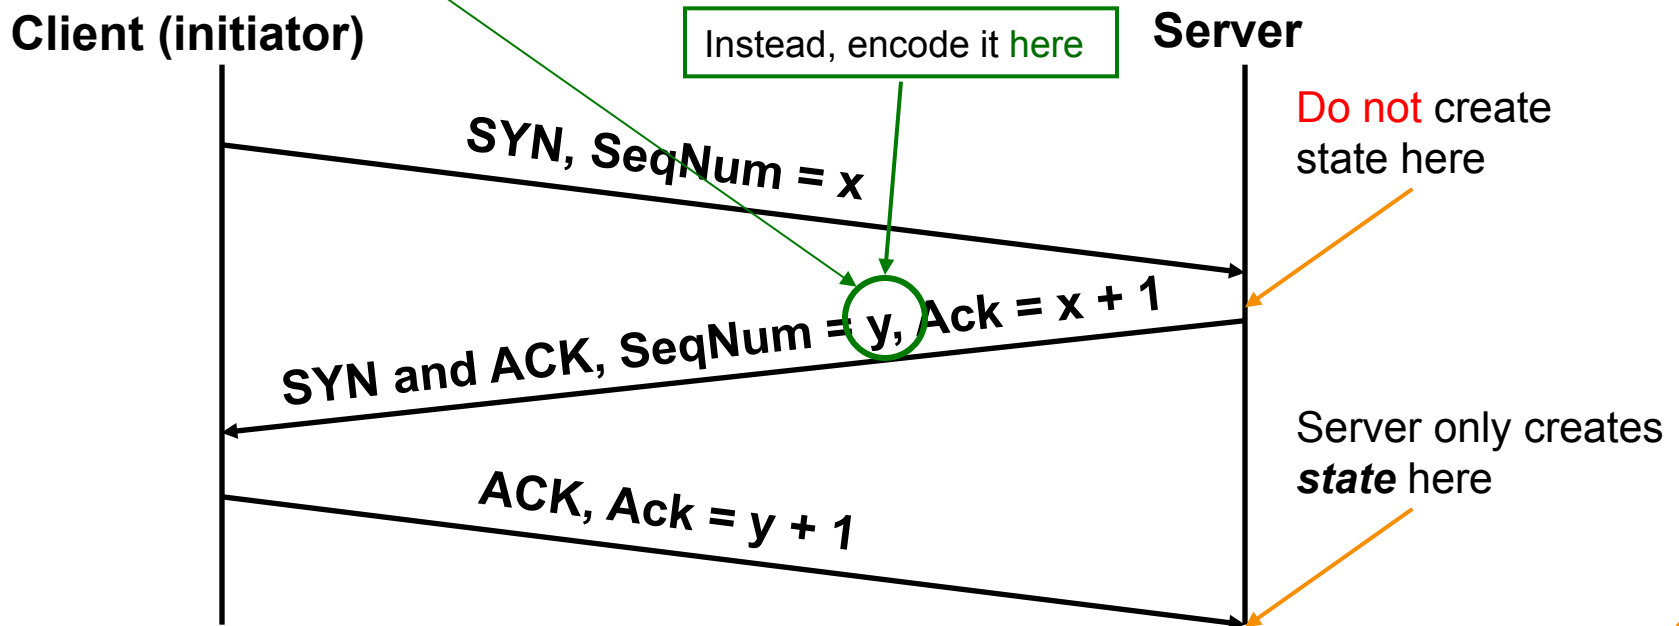 Client (initiator)
Instead, encode it here
Server
Do not create
state here
SYN, SeqNum = x
SYN and ACK, SeqNum = y, Ack = x + 1
Server only creates
state here
ACK, Ack = y + 1